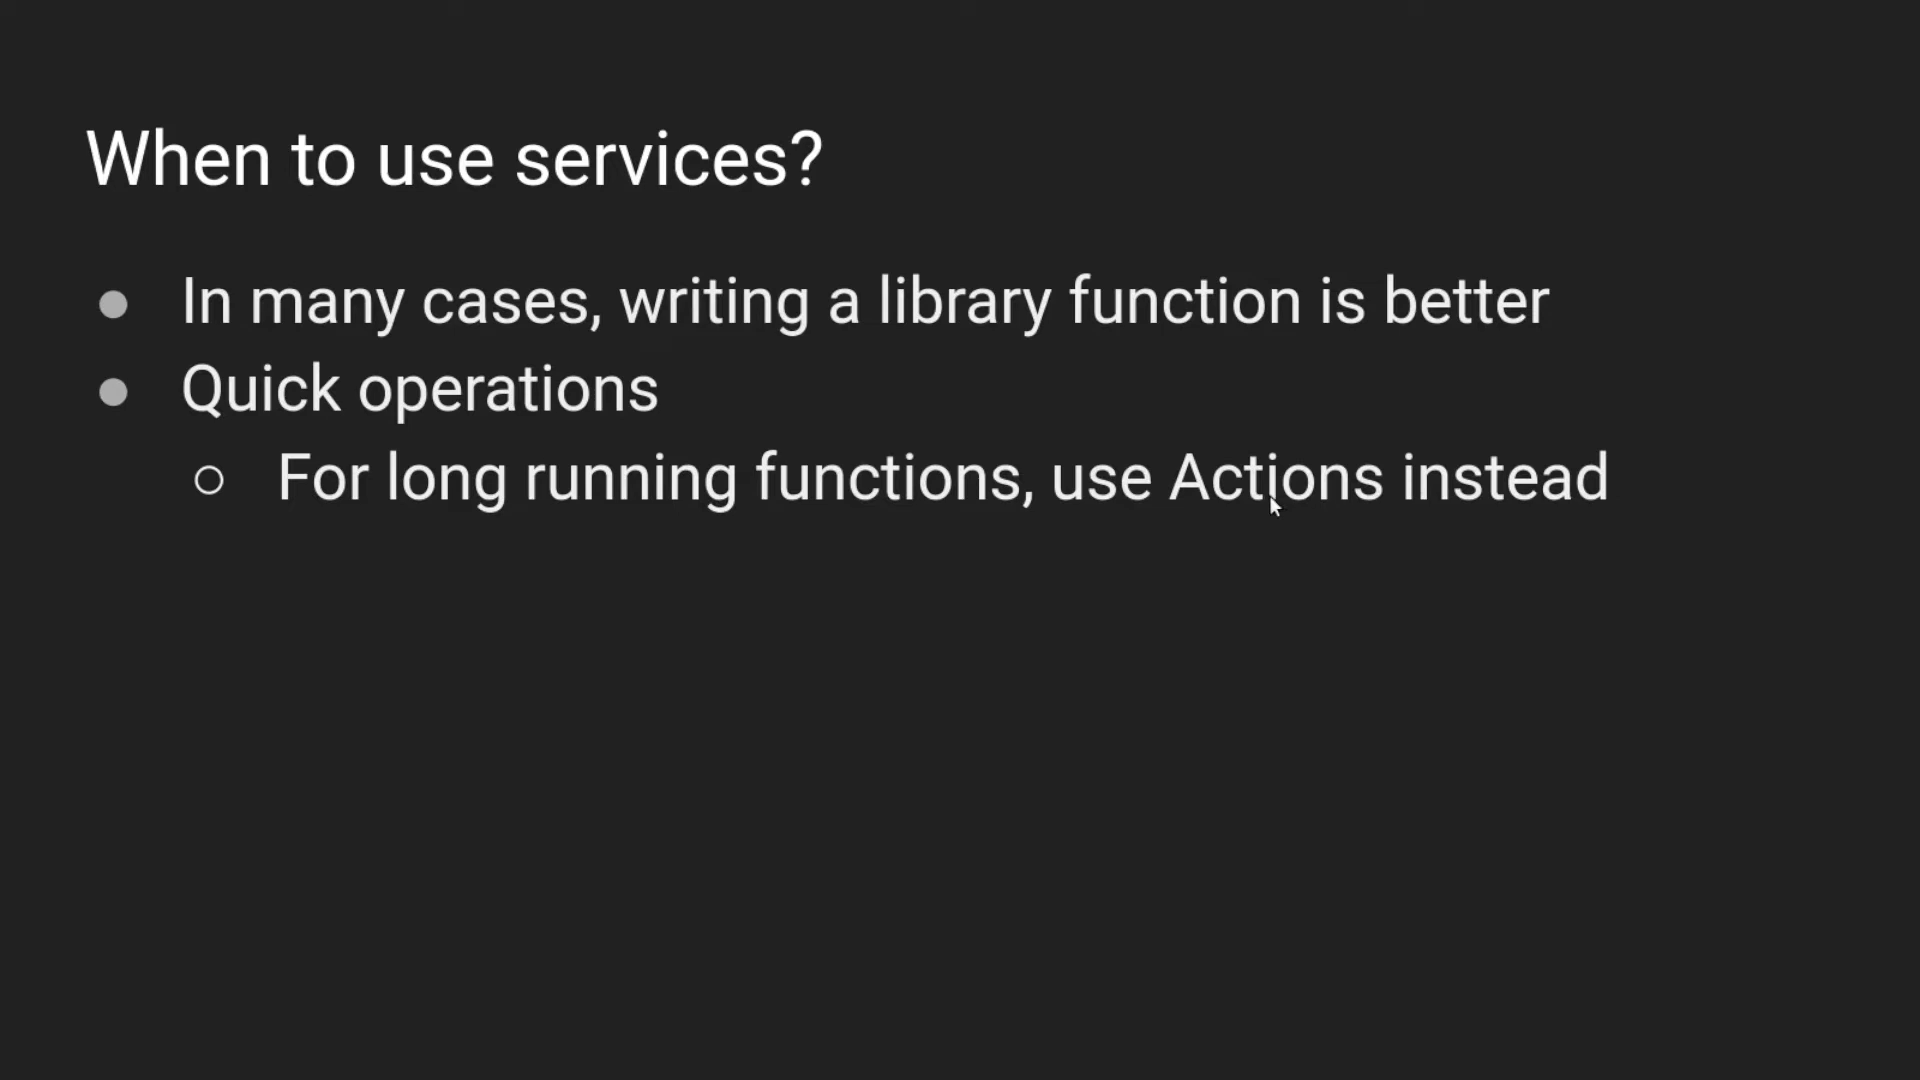 When to use services?
In many cases, writing a library function is better
Quick operations
For long running functions, use Actions instead